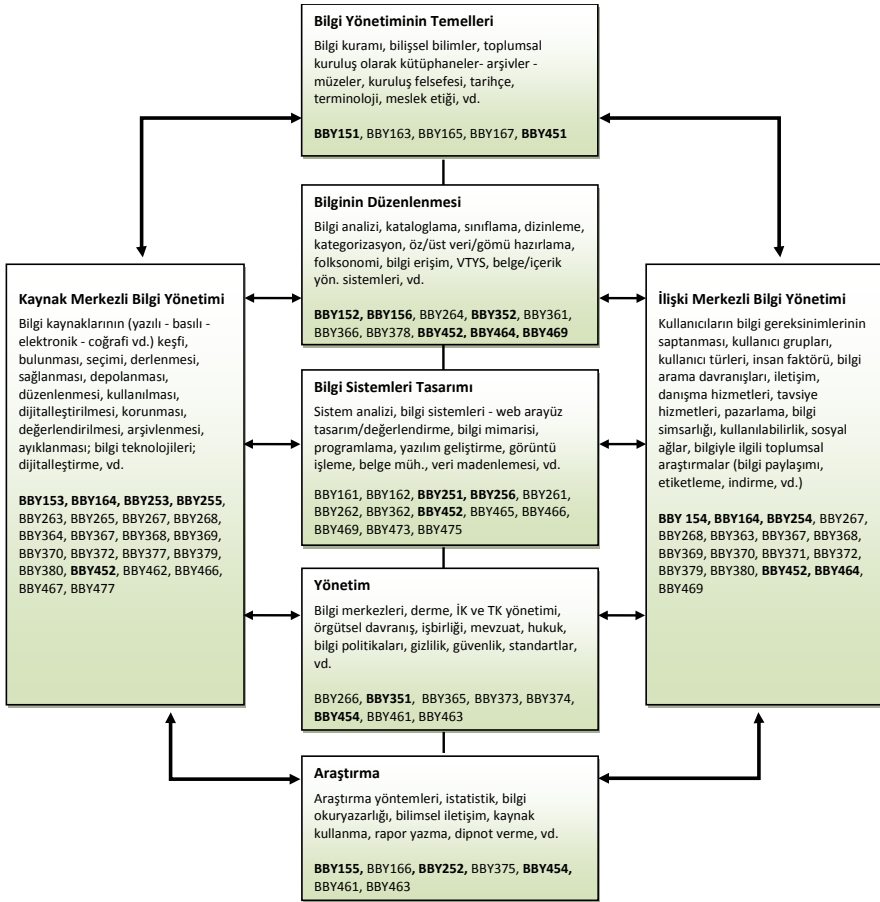 Bilgi Yönetiminin Temelleri
Bilgi kuramı, bilişsel bilimler, toplumsal
kuruluş olarak kütüphaneler- arşivler -
müzeler, kuruluş felsefesi, tarihçe,
terminoloji, meslek etiği, vd.
BBY151, BBY163, BBY165, BBY167, BBY451
Bilginin Düzenlenmesi
Bilgi analizi, kataloglama, sınıflama, dizinleme,
kategorizasyon, öz/üst veri/gömü hazırlama,
folksonomi, bilgi erişim, VTYS, belge/içerik
yön. sistemleri, vd.
BBY152, BBY156, BBY264, BBY352, BBY361,
BBY366, BBY378, BBY452, BBY464, BBY469
Kaynak Merkezli Bilgi Yönetimi
Bilgi kaynaklarının (yazılı - basılı -
elektronik - coğrafi vd.) keşfi,
bulunması, seçimi, derlenmesi,
sağlanması, depolanması,
düzenlenmesi, kullanılması,
dijitalleştirilmesi, korunması,
değerlendirilmesi, arşivlenmesi,
ayıklanması; bilgi teknolojileri;
dijitalleştirme, vd.
BBY153, BBY164, BBY253, BBY255,
BBY263, BBY265, BBY267, BBY268,
BBY364, BBY367, BBY368, BBY369,
BBY370, BBY372, BBY377, BBY379,
BBY380, BBY452, BBY462, BBY466,
BBY467, BBY477
Bilgi Sistemleri Tasarımı
Sistem analizi, bilgi sistemleri - web arayüz
tasarım/değerlendirme, bilgi mimarisi,
programlama, yazılım geliştirme, görüntü
işleme, belge müh., veri madenlemesi, vd.
BBY161, BBY162, BBY251, BBY256, BBY261,
BBY262, BBY362, BBY452, BBY465, BBY466,
BBY469, BBY473, BBY475
İlişki Merkezli Bilgi Yönetimi
Kullanıcıların bilgi gereksinimlerinin
saptanması, kullanıcı grupları,
kullanıcı türleri, insan faktörü, bilgi
arama davranışları, iletişim,
danışma hizmetleri, tavsiye
hizmetleri, pazarlama, bilgi
simsarlığı, kullanılabilirlik, sosyal
ağlar, bilgiyle ilgili toplumsal
araştırmalar (bilgi paylaşımı,
etiketleme, indirme, vd.)
BBY 154, BBY164, BBY254, BBY267,
BBY268, BBY363, BBY367, BBY368,
BBY369, BBY370, BBY371, BBY372,
BBY379, BBY380, BBY452, BBY464,
BBY469
Yönetim
Bilgi merkezleri, derme, İK ve TK yönetimi,
örgütsel davranış, işbirliği, mevzuat, hukuk,
bilgi politikaları, gizlilik, güvenlik, standartlar,
vd.
BBY266, BBY351, BBY365, BBY373, BBY374,
BBY454, BBY461, BBY463
Araştırma
Araştırma yöntemleri, istatistik, bilgi
okuryazarlığı, bilimsel iletişim, kaynak
kullanma, rapor yazma, dipnot verme, vd.
BBY155, BBY166, BBY252, BBY375, BBY454,
BBY461, BBY463